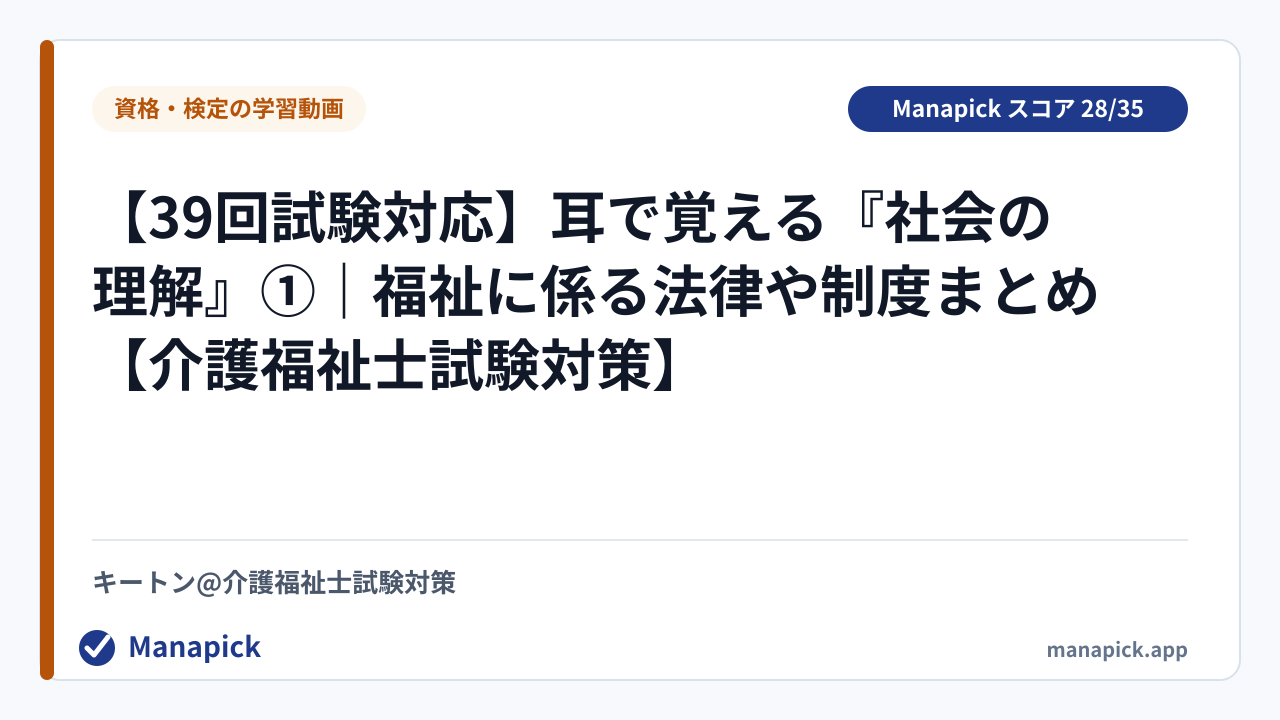 資格・検定の学習動画
Manapick スコア 28/35
【39回試験対応】耳で覚える『社会の
理解』①｜福祉に係る法律や制度まとめ
【介護福祉士試験対策】
キートン@介護福祉士試験対策
Manapick
manapick.app